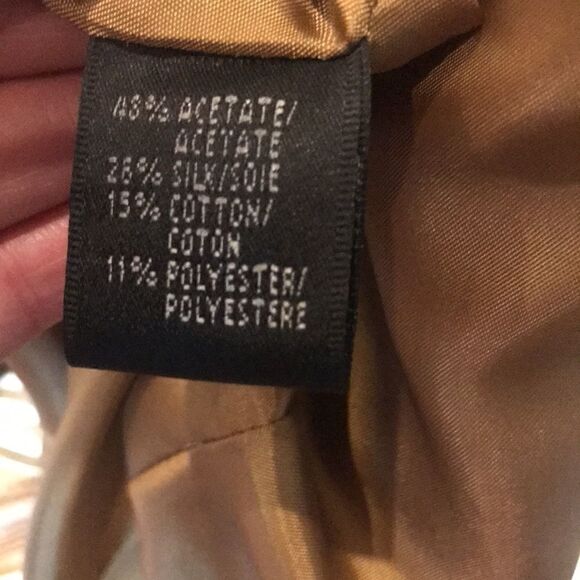 48% ACETATE/
ACETATE
26% SILK/SOIE
15% COTTON/
COTON
11% POLYESTER/
POLYESTERE